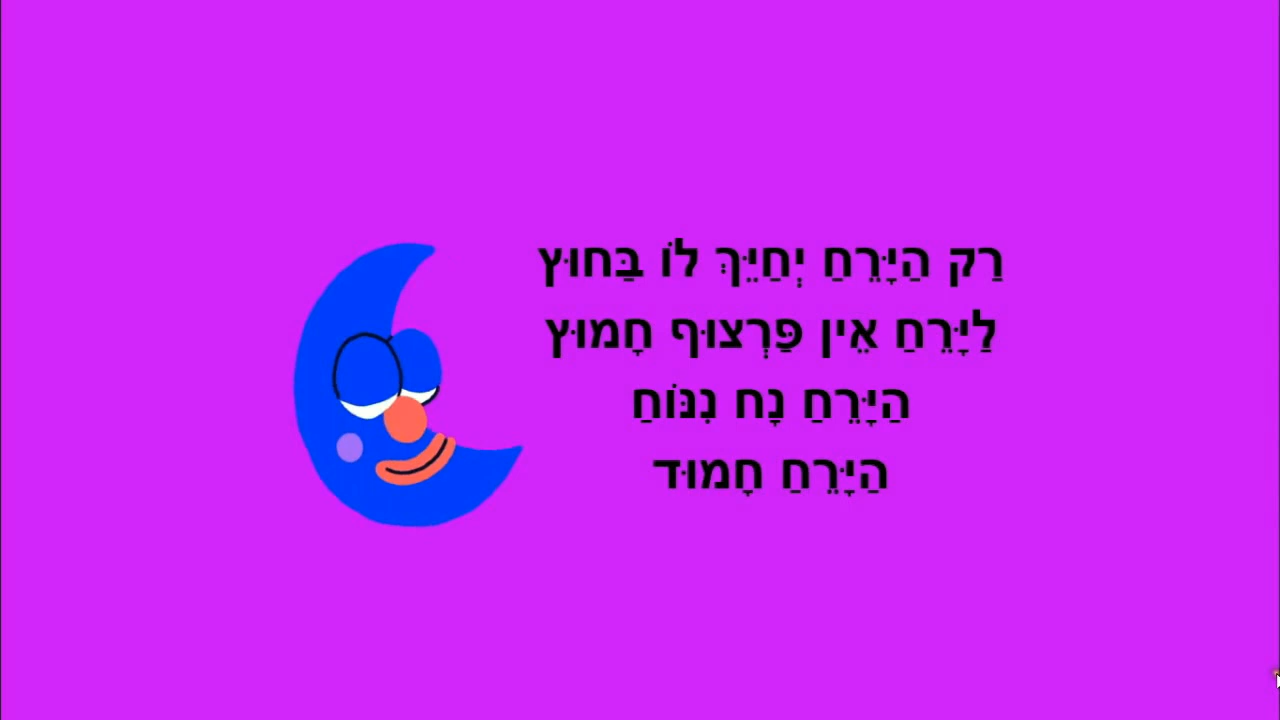 רַק הַיָּרֵחַ יְחַיֵּךְ לוֹ בַּחוּץ
לַיָּרֵחַ אֵין פַּרְצוּף חָמוּץ
הַיָּרֵחַ נָח נִנּוֹחַ
הַיָּרֵחַ חָמוּד